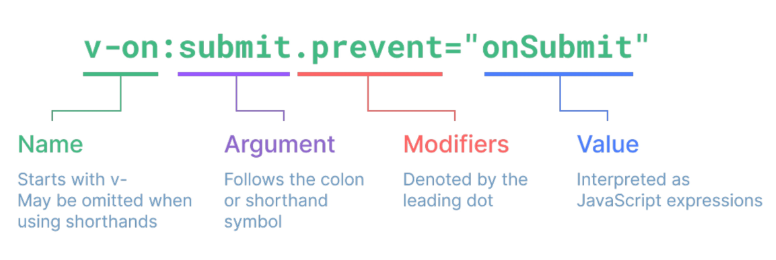 v-on:submit.prevent="onSubmit"
Name
Starts with v-
May be omitted when
using shorthands
Argument
Follows the colon
or shorthand
symbol
Modifiers
Denoted by the
leading dot
Value
Interpreted as
JavaScript expressions